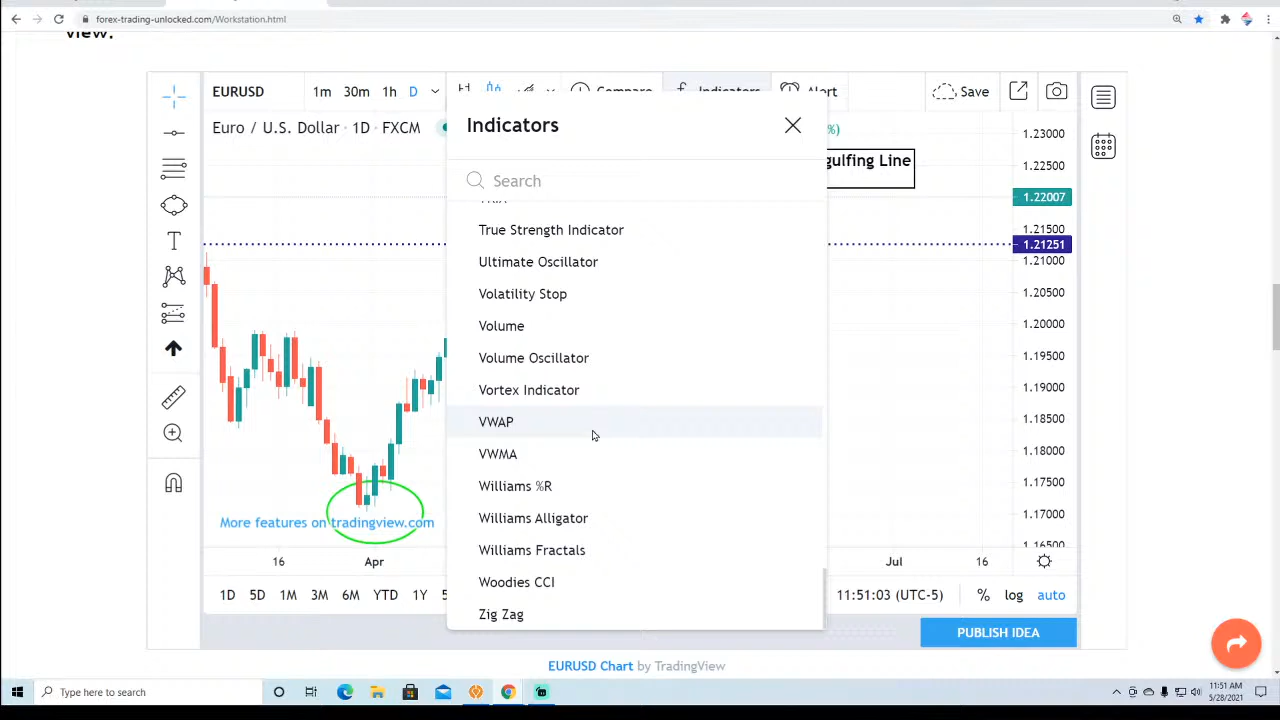 forex-trading-unlocked.com/Workstation.html
view.
EURUSD 1m 30m 1h D Compare Indicators Alert Save
Euro / U.S. Dollar · 1D · FXCM %)
Indicators
Search
True Strength Indicator
Ultimate Oscillator
Volatility Stop
Volume
Volume Oscillator
Vortex Indicator
VWAP
VWMA
Williams %R
Williams Alligator
Williams Fractals
Woodies CCI
Zig Zag
gulfing Line
1.23000
1.22500
1.22007
1.21500
1.21251
1.21000
1.20500
1.20000
1.19500
1.19000
1.18500
1.18000
1.17500
1.17000
1.16500
More features on tradingview.com
16 Apr Jul 16
1D 5D 1M 3M 6M YTD 1Y 5 11:51:03 (UTC-5) % log auto
PUBLISH IDEA
EURUSD Chart by TradingView
Type here to search
11:51 AM
5/28/2021